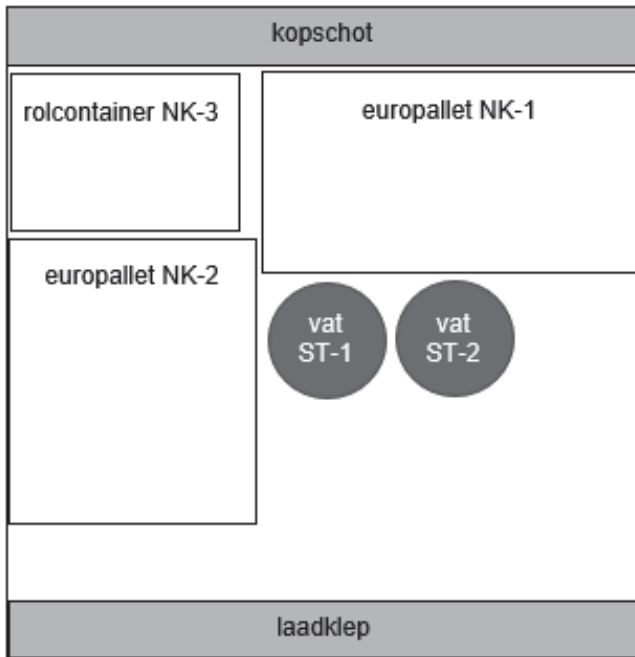 kopschot
rolcontainer NK-3
europallet NK-1
europallet NK-2
vat
ST-1
vat
ST-2
laadklep